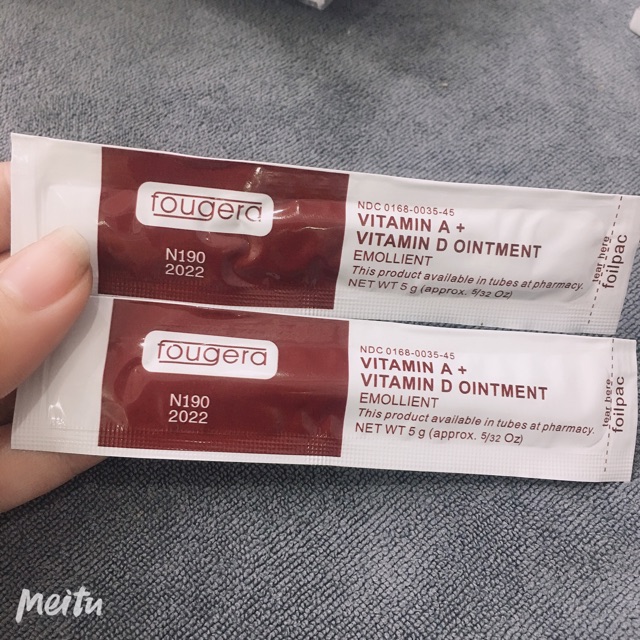 fougera
N190
2022
NDC 0168-0035-45
VITAMIN A +
VITAMIN D OINTMENT
EMOLLIENT
This product available in tubes at pharmacy.
NET WT 5 g (approx. 5/32 Oz)
tear here
foilpac
fougera
N190
2022
NDC 0168-0035-45
VITAMIN A +
VITAMIN D OINTMENT
EMOLLIENT
This product available in tubes at pharmacy.
NET WT 5 g (approx. 5/32 Oz)
tear here
foilpac
Meitu